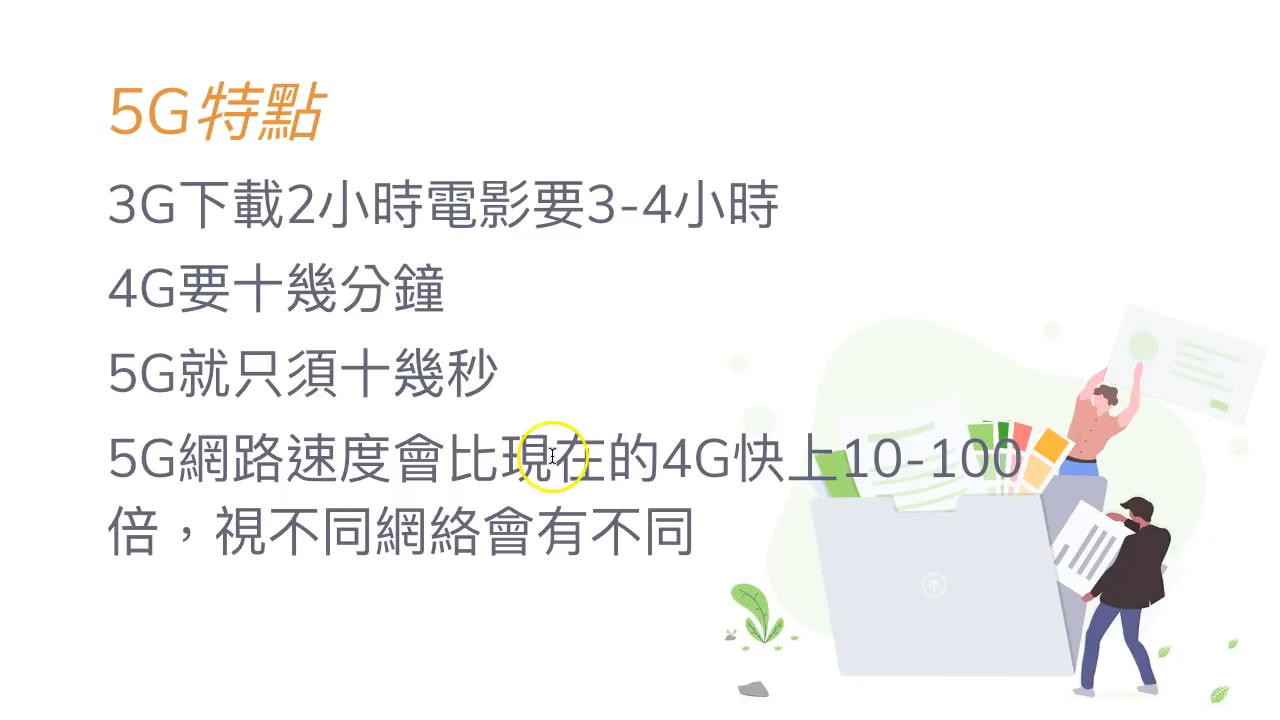 5G特點
3G下載2小時電影要3-4小時
4G要十幾分鐘
5G就只須十幾秒
5G網路速度會比現在的4G快上10-100
倍，視不同網絡會有不同